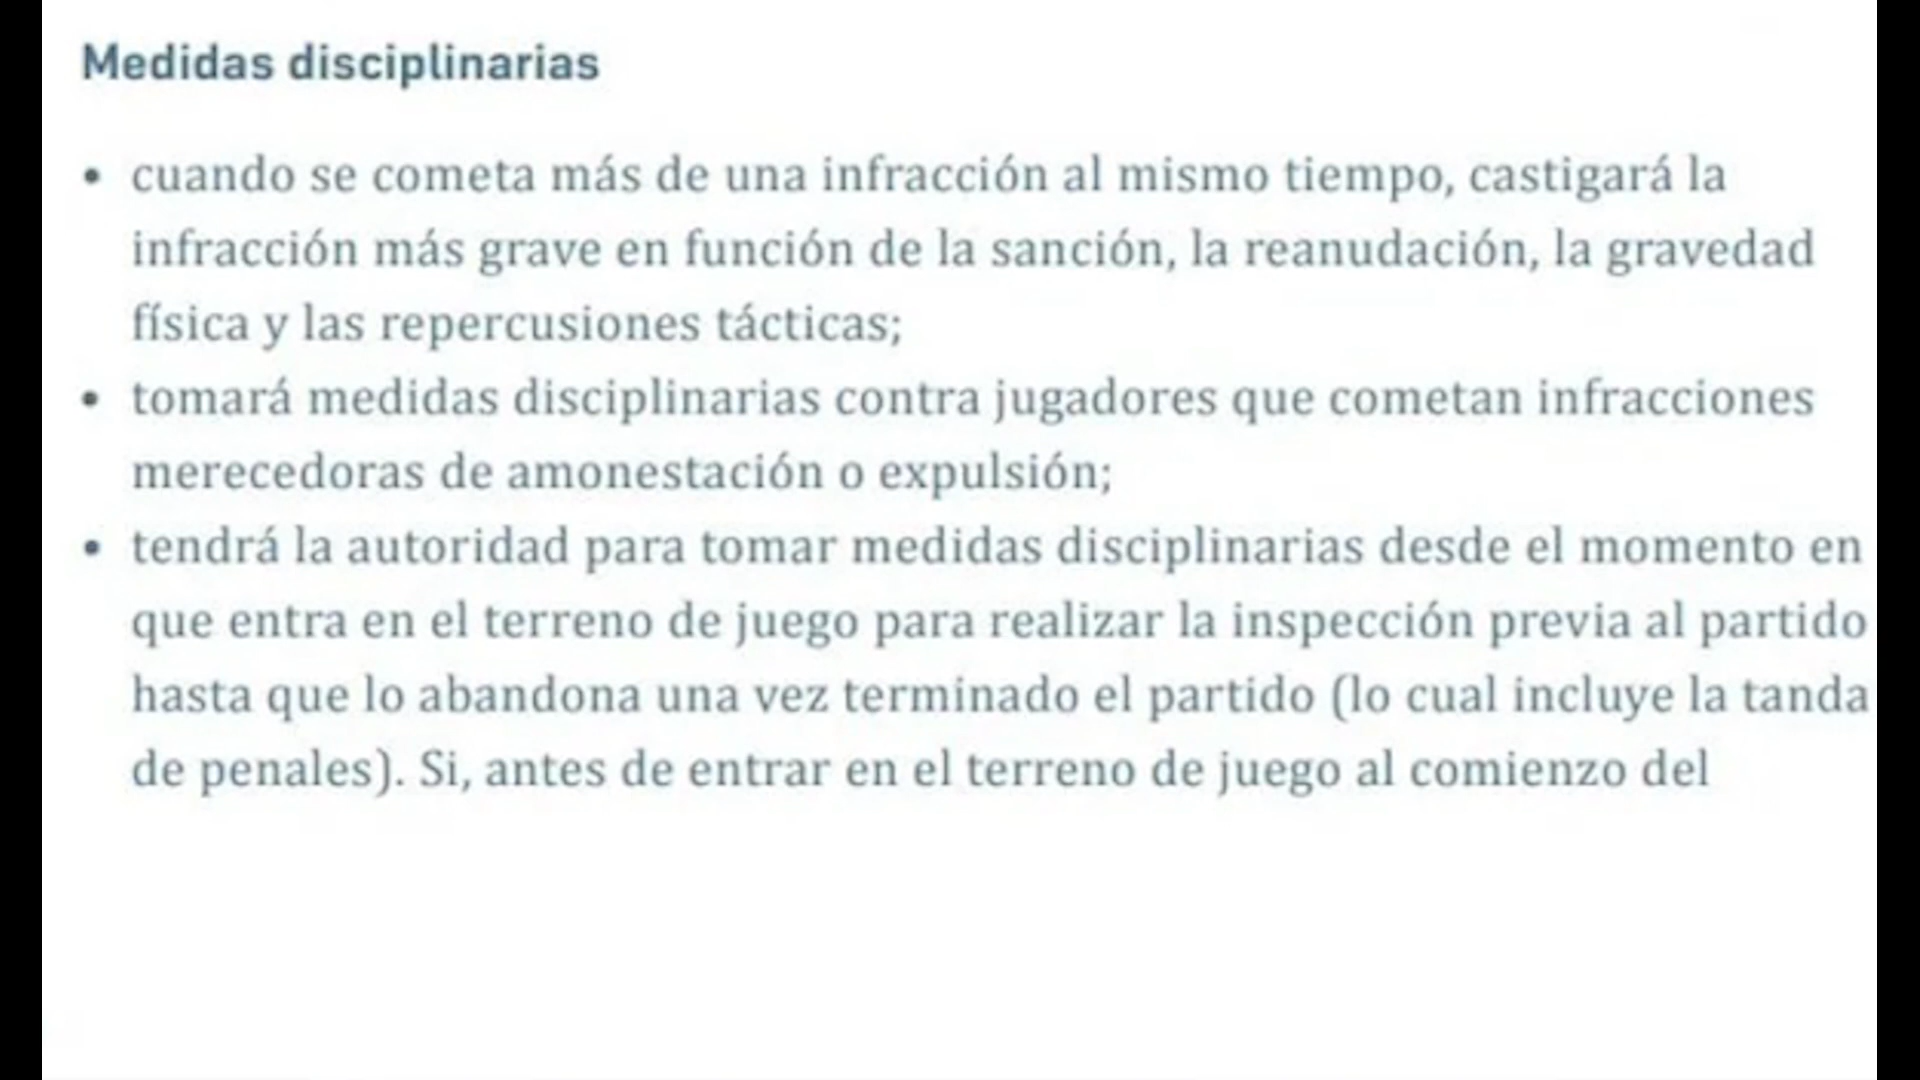 Medidas disciplinarias
• cuando se cometa más de una infracción al mismo tiempo, castigará la
infracción más grave en función de la sanción, la reanudación, la gravedad
física y las repercusiones tácticas;
• tomará medidas disciplinarias contra jugadores que cometan infracciones
merecedoras de amonestación o expulsión;
• tendrá la autoridad para tomar medidas disciplinarias desde el momento en
que entra en el terreno de juego para realizar la inspección previa al partido
hasta que lo abandona una vez terminado el partido (lo cual incluye la tanda
de penales). Si, antes de entrar en el terreno de juego al comienzo del